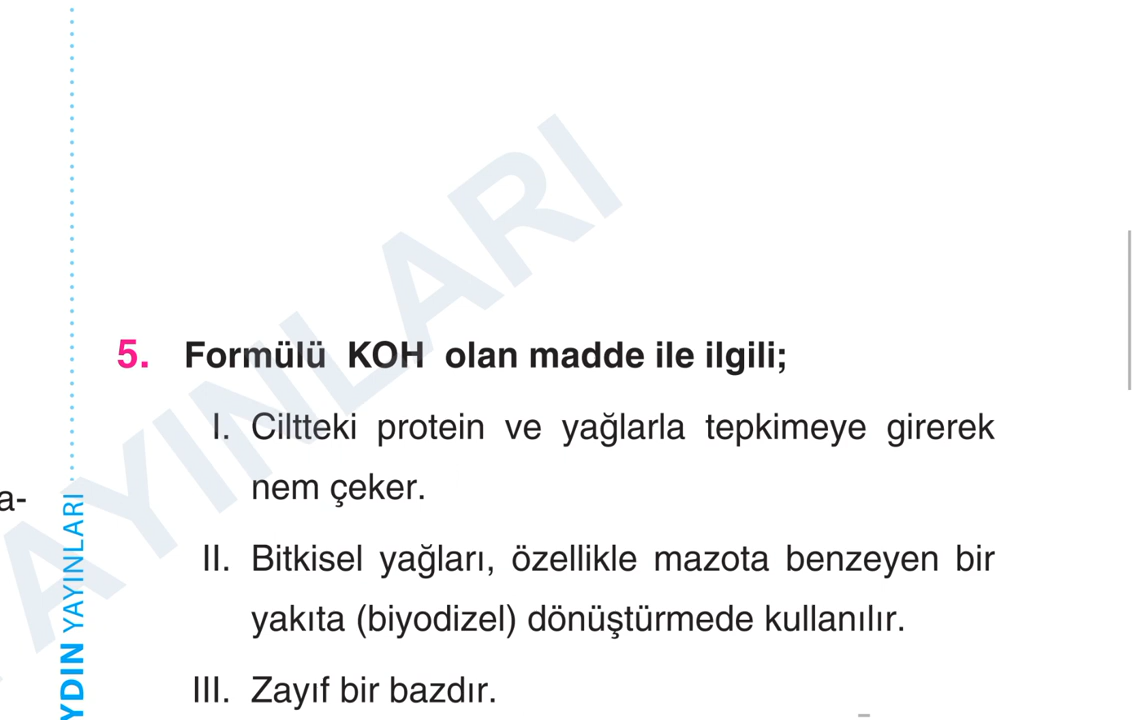 5. Formülü KOH olan madde ile ilgili;
I. Ciltteki protein ve yağlarla tepkimeye girerek
nem çeker.
II. Bitkisel yağları, özellikle mazota benzeyen bir
yakıta (biyodizel) dönüştürmede kullanılır.
III. Zayıf bir bazdır.
a-
YDIN YAYINLARI
AYINLARI